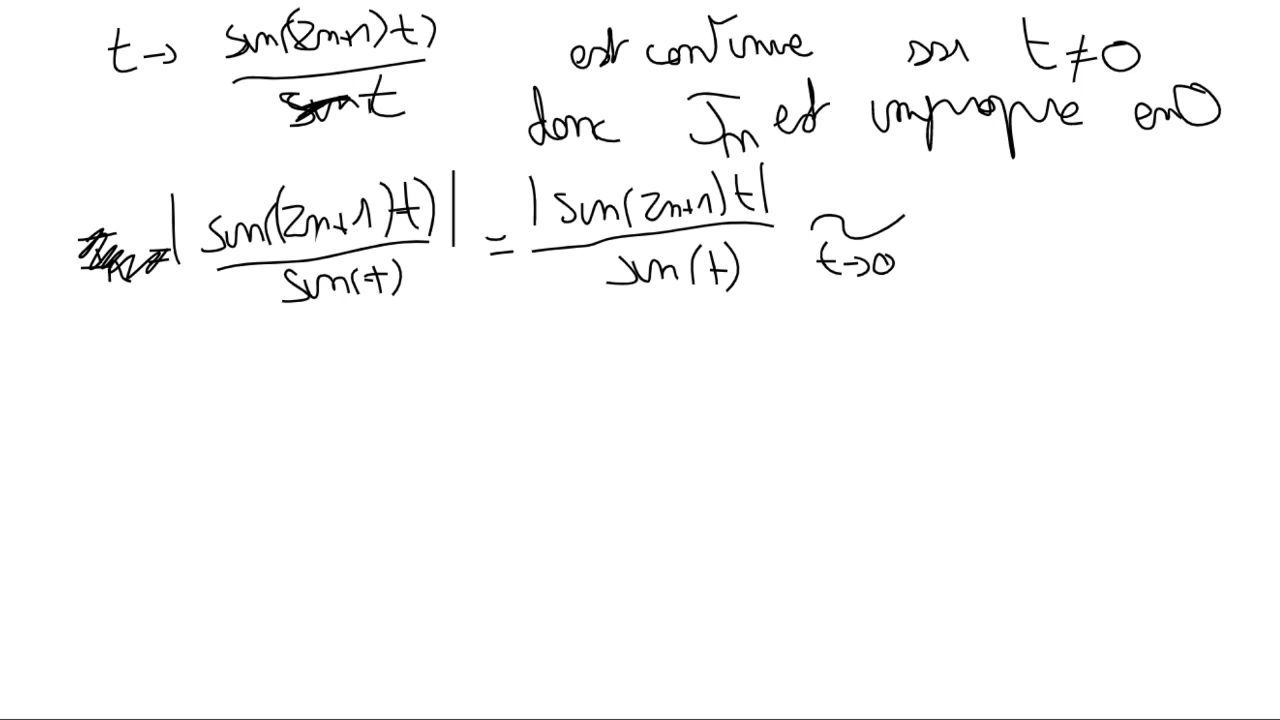 t → sin(2n+1)t) / t est continue ssi t ≠ 0
donc Jn est impropre en 0
|sin((2n+1)t) / sin(t)| = |sin(2n+1)t| / sin(t) ~ t→0